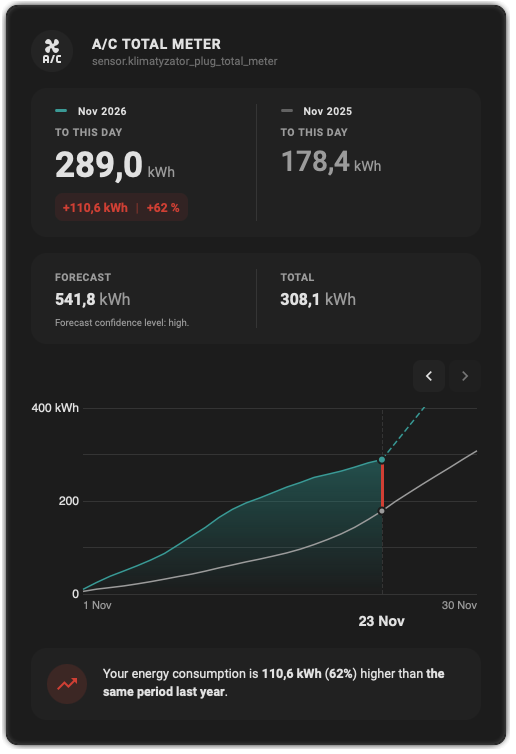 A/C
A/C TOTAL METER
sensor.klimatyzator_plug_total_meter
Nov 2026
TO THIS DAY
289,0 kWh
+110,6 kWh | +62 %
Nov 2025
TO THIS DAY
178,4 kWh
FORECAST
541,8 kWh
Forecast confidence level: high.
TOTAL
308,1 kWh
400 kWh
200
0
1 Nov
23 Nov
30 Nov
Your energy consumption is 110,6 kWh (62%) higher than the
same period last year.